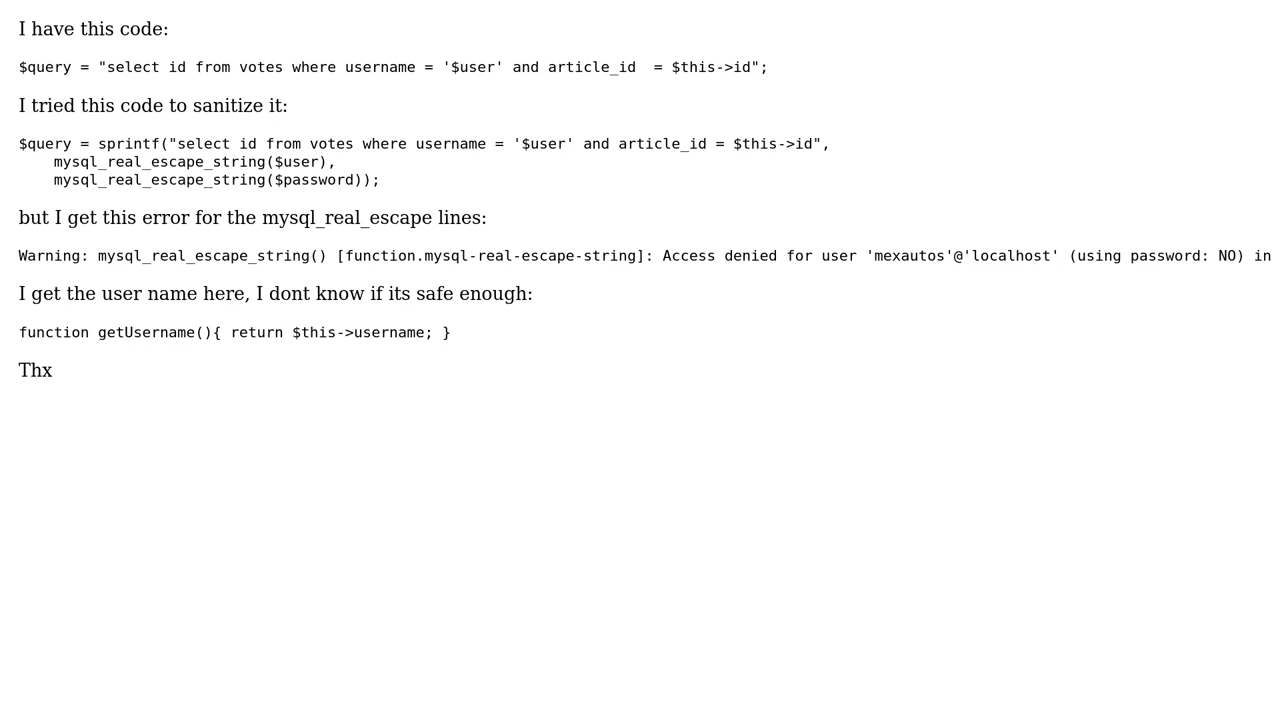 I have this code:
$query = "select id from votes where username = '$user' and article_id  = $this->id";
I tried this code to sanitize it:
$query = sprintf("select id from votes where username = '$user' and article_id = $this->id",
    mysql_real_escape_string($user),
    mysql_real_escape_string($password));
but I get this error for the mysql_real_escape lines:
Warning: mysql_real_escape_string() [function.mysql-real-escape-string]: Access denied for user 'mexautos'@'localhost' (using password: NO) in
I get the user name here, I dont know if its safe enough:
function getUsername(){ return $this->username; }
Thx